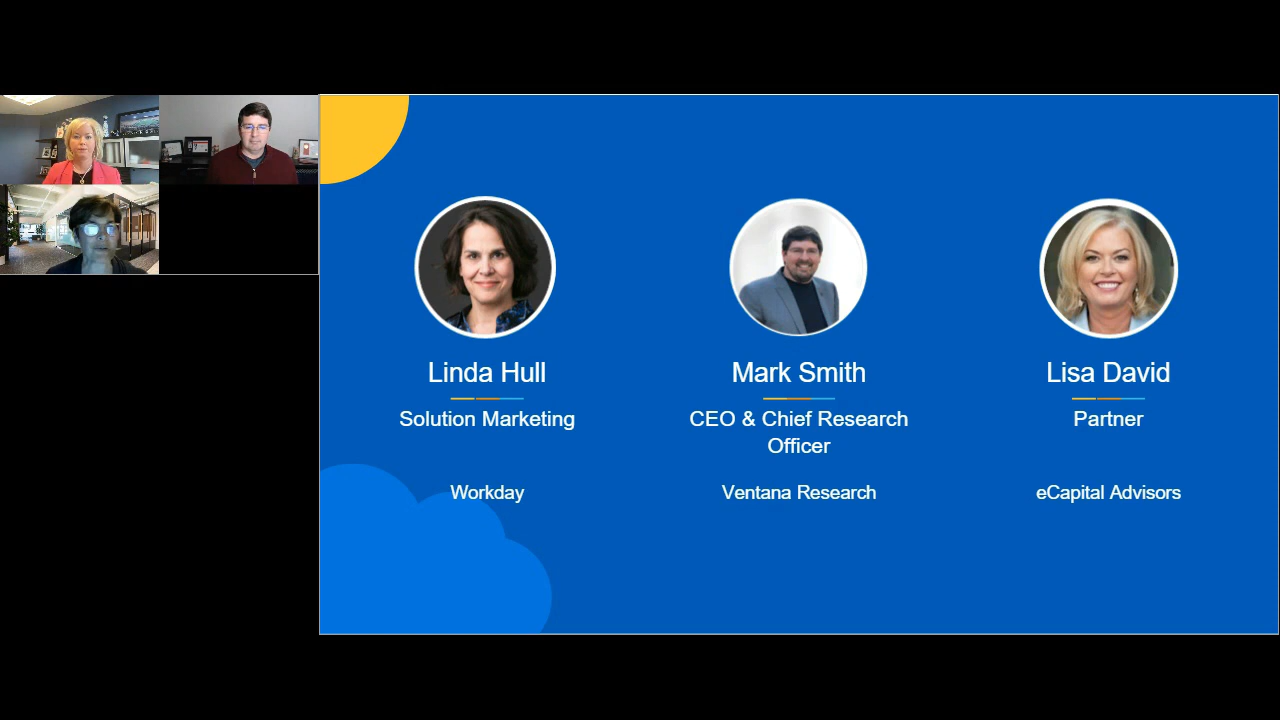 Linda Hull
Solution Marketing
Workday
Mark Smith
CEO & Chief Research
Officer
Ventana Research
Lisa David
Partner
eCapital Advisors